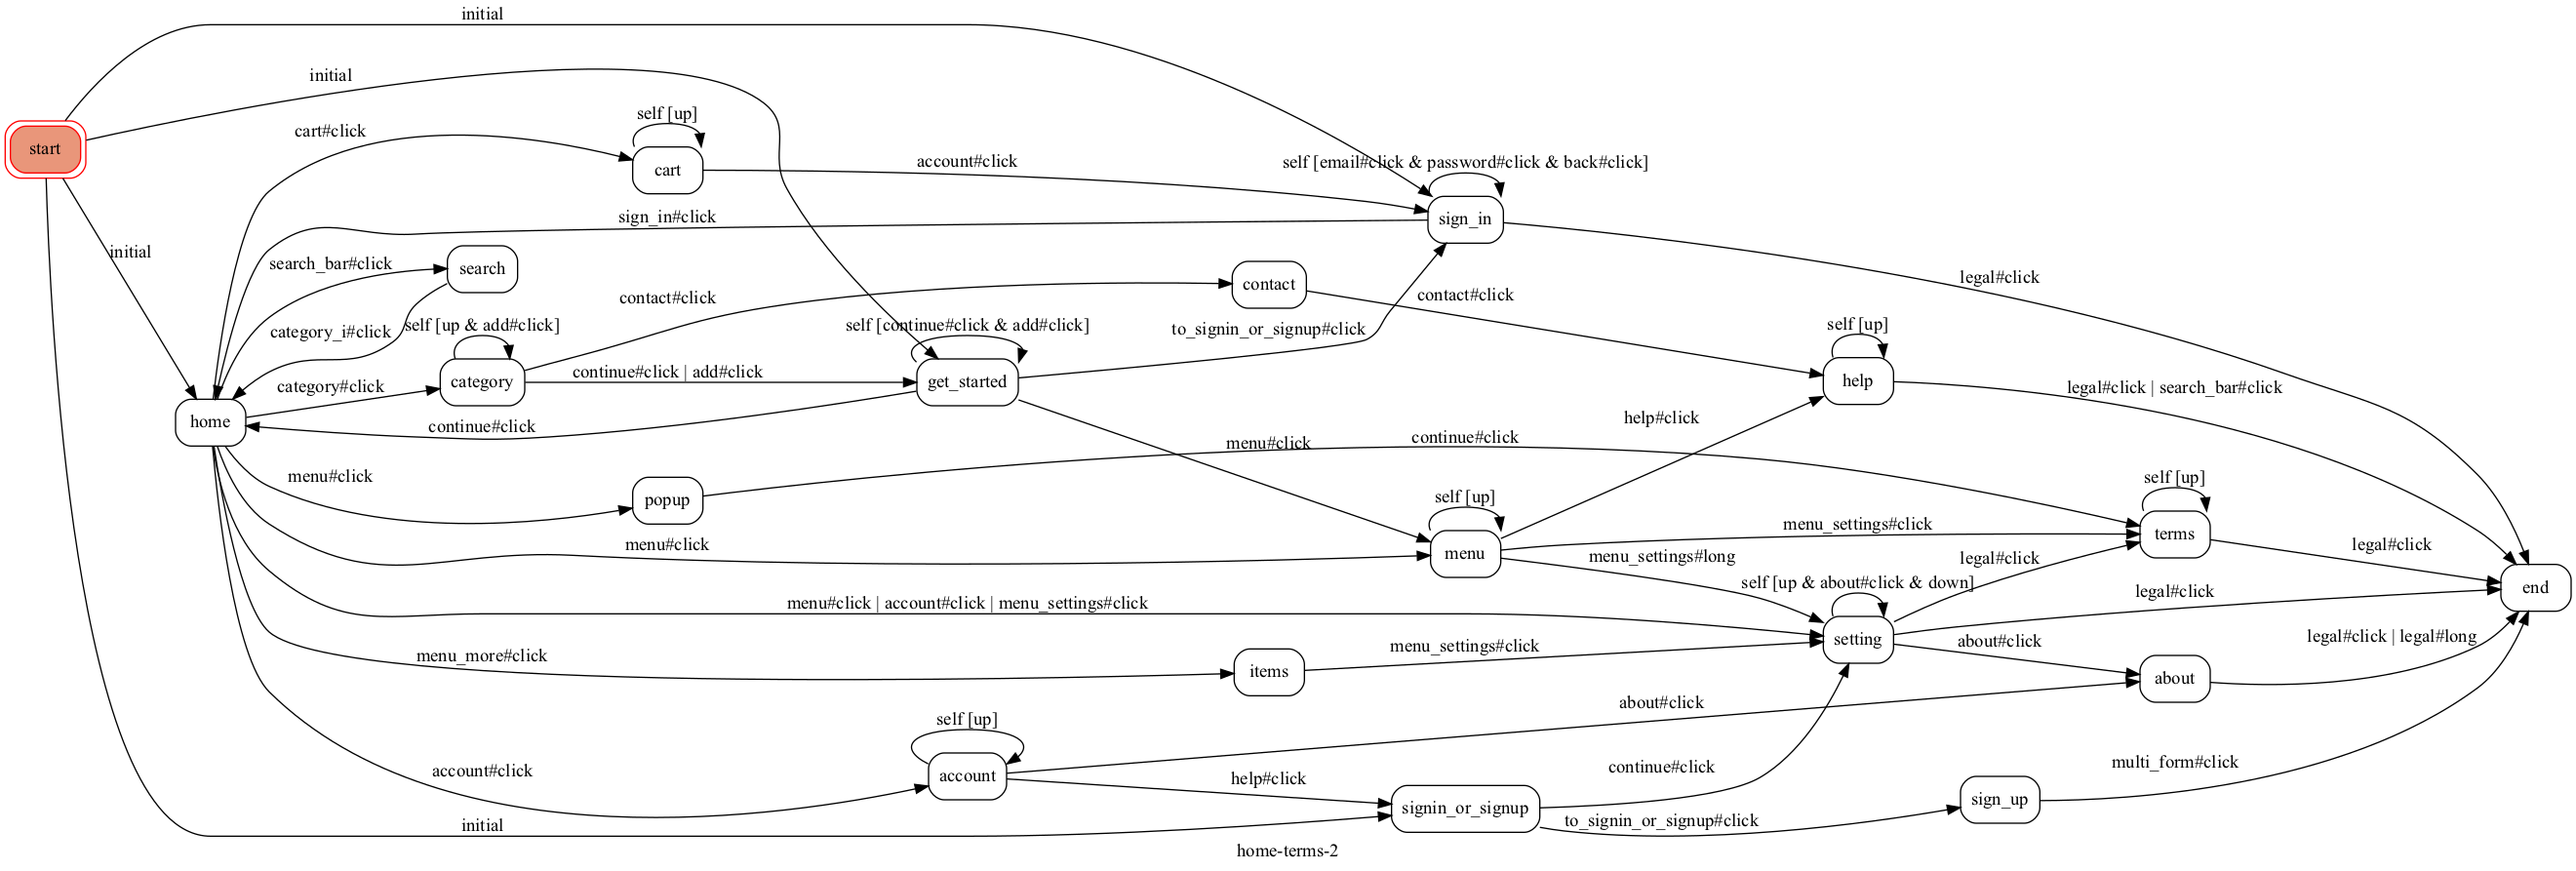 initial
initial
self [up]
cart#click
start
account#click
self [email#click & password#click & back#click]
cart
sign_in#click
sign_in
initial
search_bar#click
search
legal#click
contact
contact#click
contact#click
category_i#click
self [up & add#click]
self [continue#click & add#click]
to_signin_or_signup#click
self [up]
category#click
category
continue#click | add#click
get_started
help
legal#click | search_bar#click
home
continue#click
help#click
menu#click
continue#click
menu#click
popup
self [up]
self [up]
menu#click
menu
menu_settings#click
terms
menu_settings#long
legal#click
legal#click
self [up & about#click & down]
end
menu#click | account#click | menu_settings#click
legal#click
setting
about#click
legal#click | legal#long
menu_more#click
items
menu_settings#click
about
self [up]
about#click
account#click
account
help#click
continue#click
multi_form#click
signin_or_signup
sign_up
initial
to_signin_or_signup#click
home-terms-2